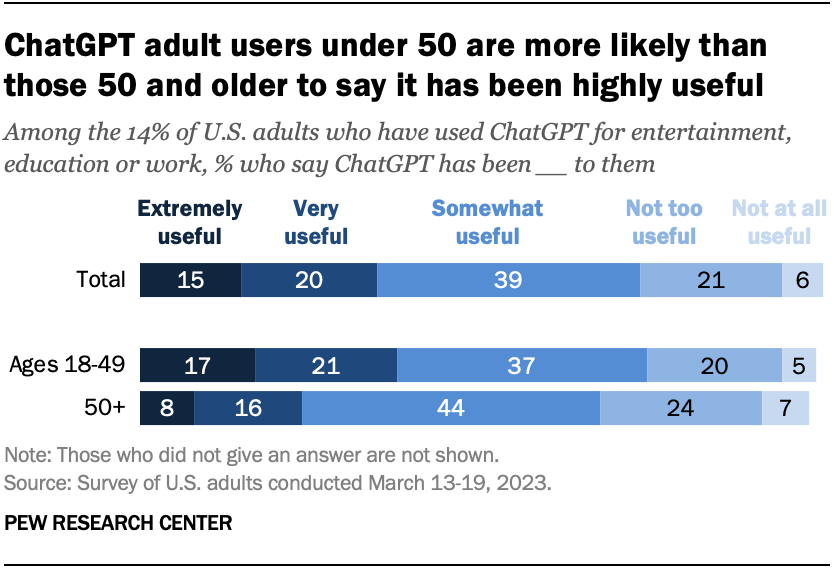 ChatGPT adult users under 50 are more likely than
those 50 and older to say it has been highly useful
Among the 14% of U.S. adults who have used ChatGPT for entertainment,
education or work, % who say ChatGPT has been __ to them
Extremely useful
Very useful
Somewhat useful
Not too useful
Not at all useful
Total 15 20 39 21 6
Ages 18-49 17 21 37 20 5
50+ 8 16 44 24 7
Note: Those who did not give an answer are not shown.
Source: Survey of U.S. adults conducted March 13-19, 2023.
PEW RESEARCH CENTER